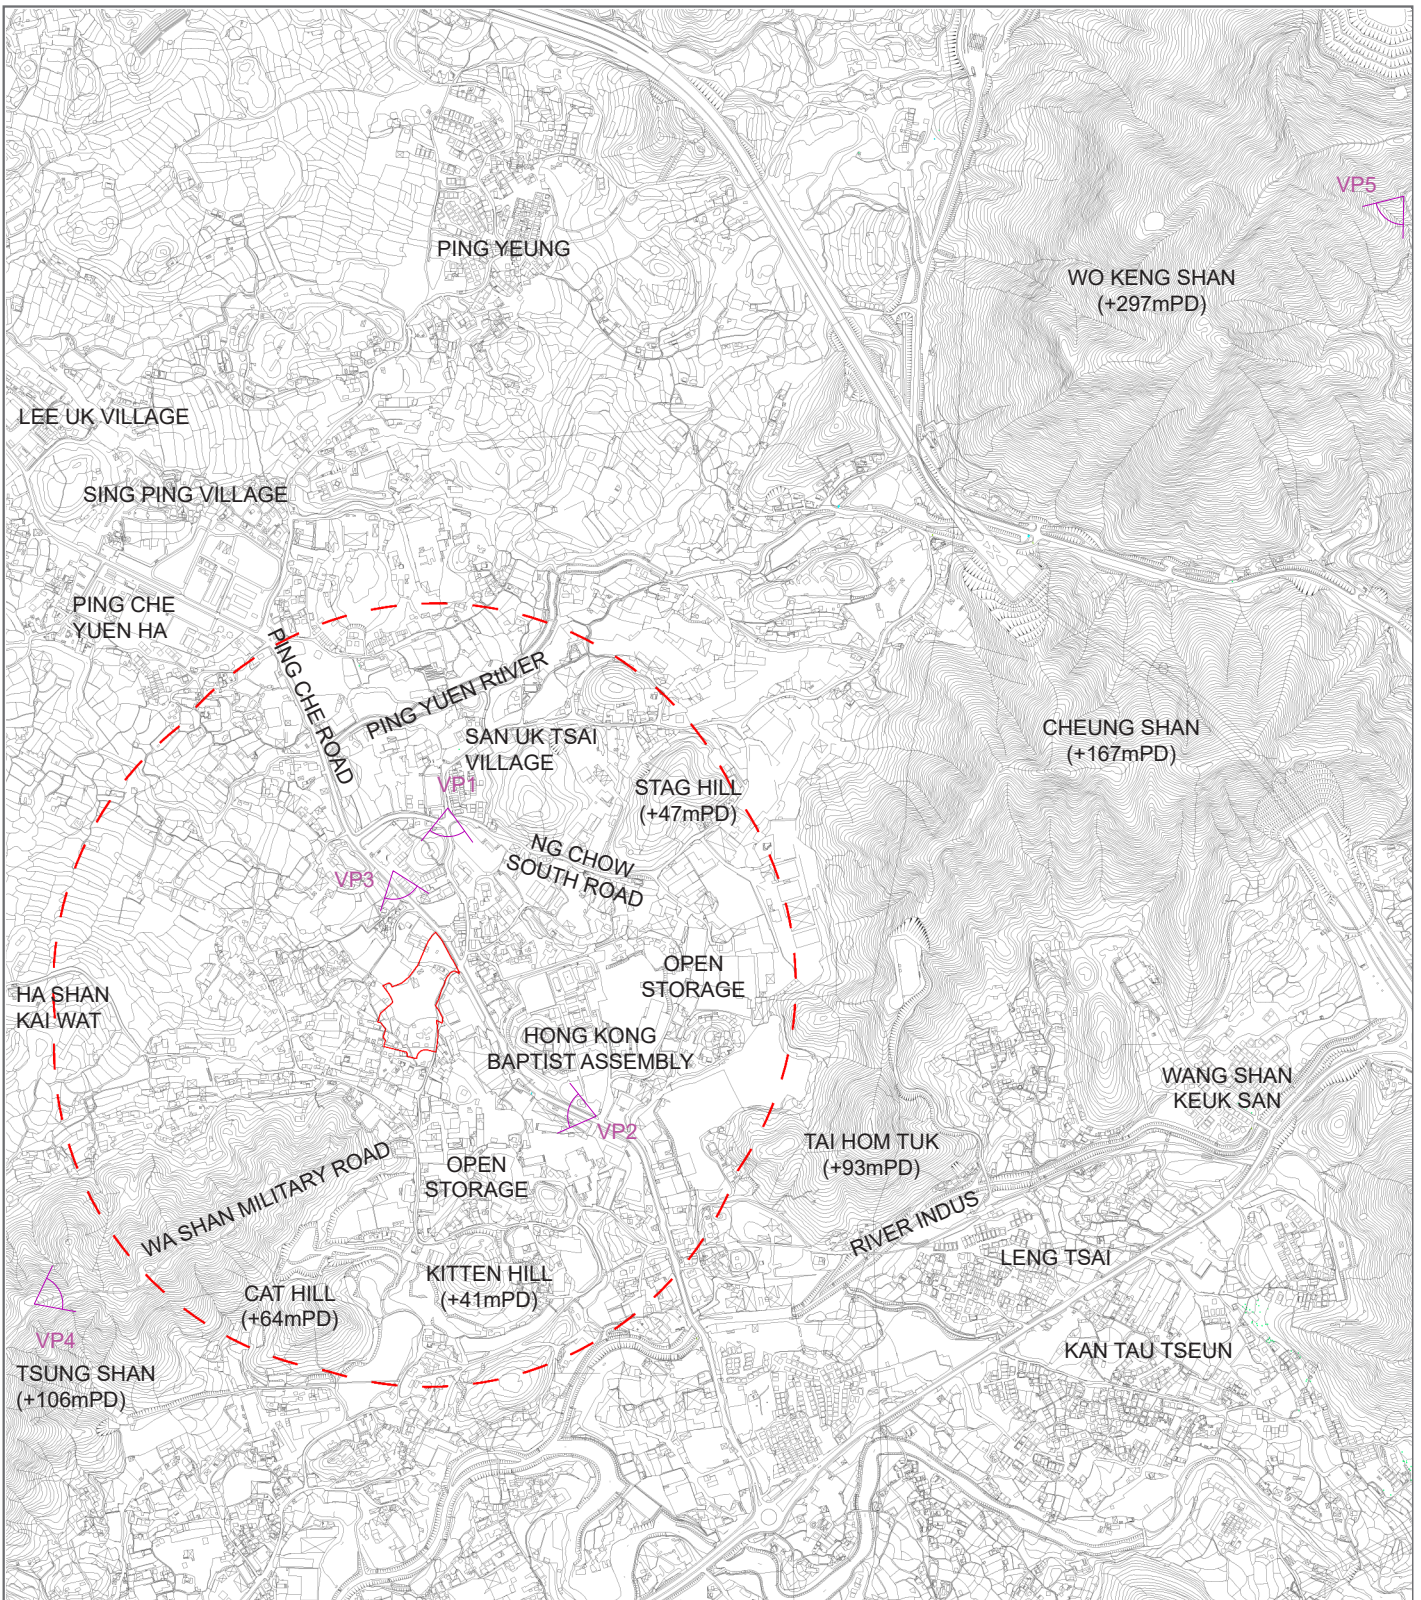 VP5
PING YEUNG
WO KENG SHAN
(+297mPD)
LEE UK VILLAGE
SING PING VILLAGE
PING CHE
YUEN HA
PING CHE ROAD
PING YUEN RIIVER
SAN UK TSAI
VILLAGE
CHEUNG SHAN
(+167mPD)
VP1
STAG HILL
(+47mPD)
NG CHOW
SOUTH ROAD
VP3
OPEN
STORAGE
HA SHAN
KAI WAT
HONG KONG
BAPTIST ASSEMBLY
WANG SHAN
KEUK SAN
VP2
TAI HOM TUK
(+93mPD)
WA SHAN MILITARY ROAD
OPEN
STORAGE
RIVER INDUS
LENG TSAI
KITTEN HILL
(+41mPD)
CAT HILL
(+64mPD)
VP4
TSUNG SHAN
(+106mPD)
KAN TAU TSEUN